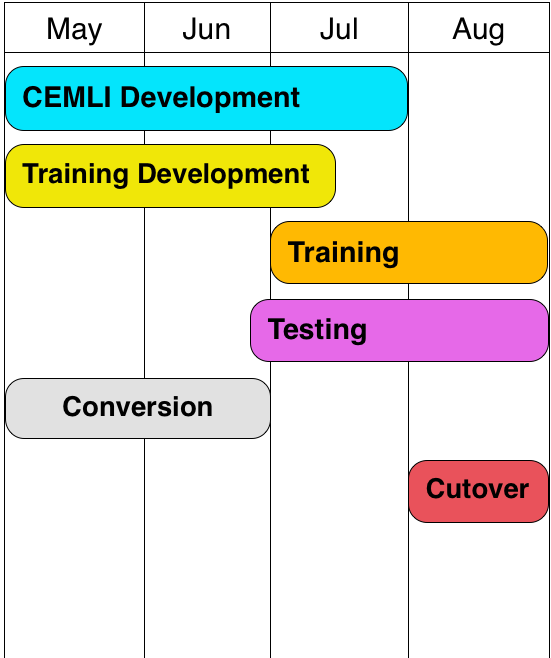 May Jun Jul Aug
CEMLI Development
Training Development
Training
Testing
Conversion
Cutover